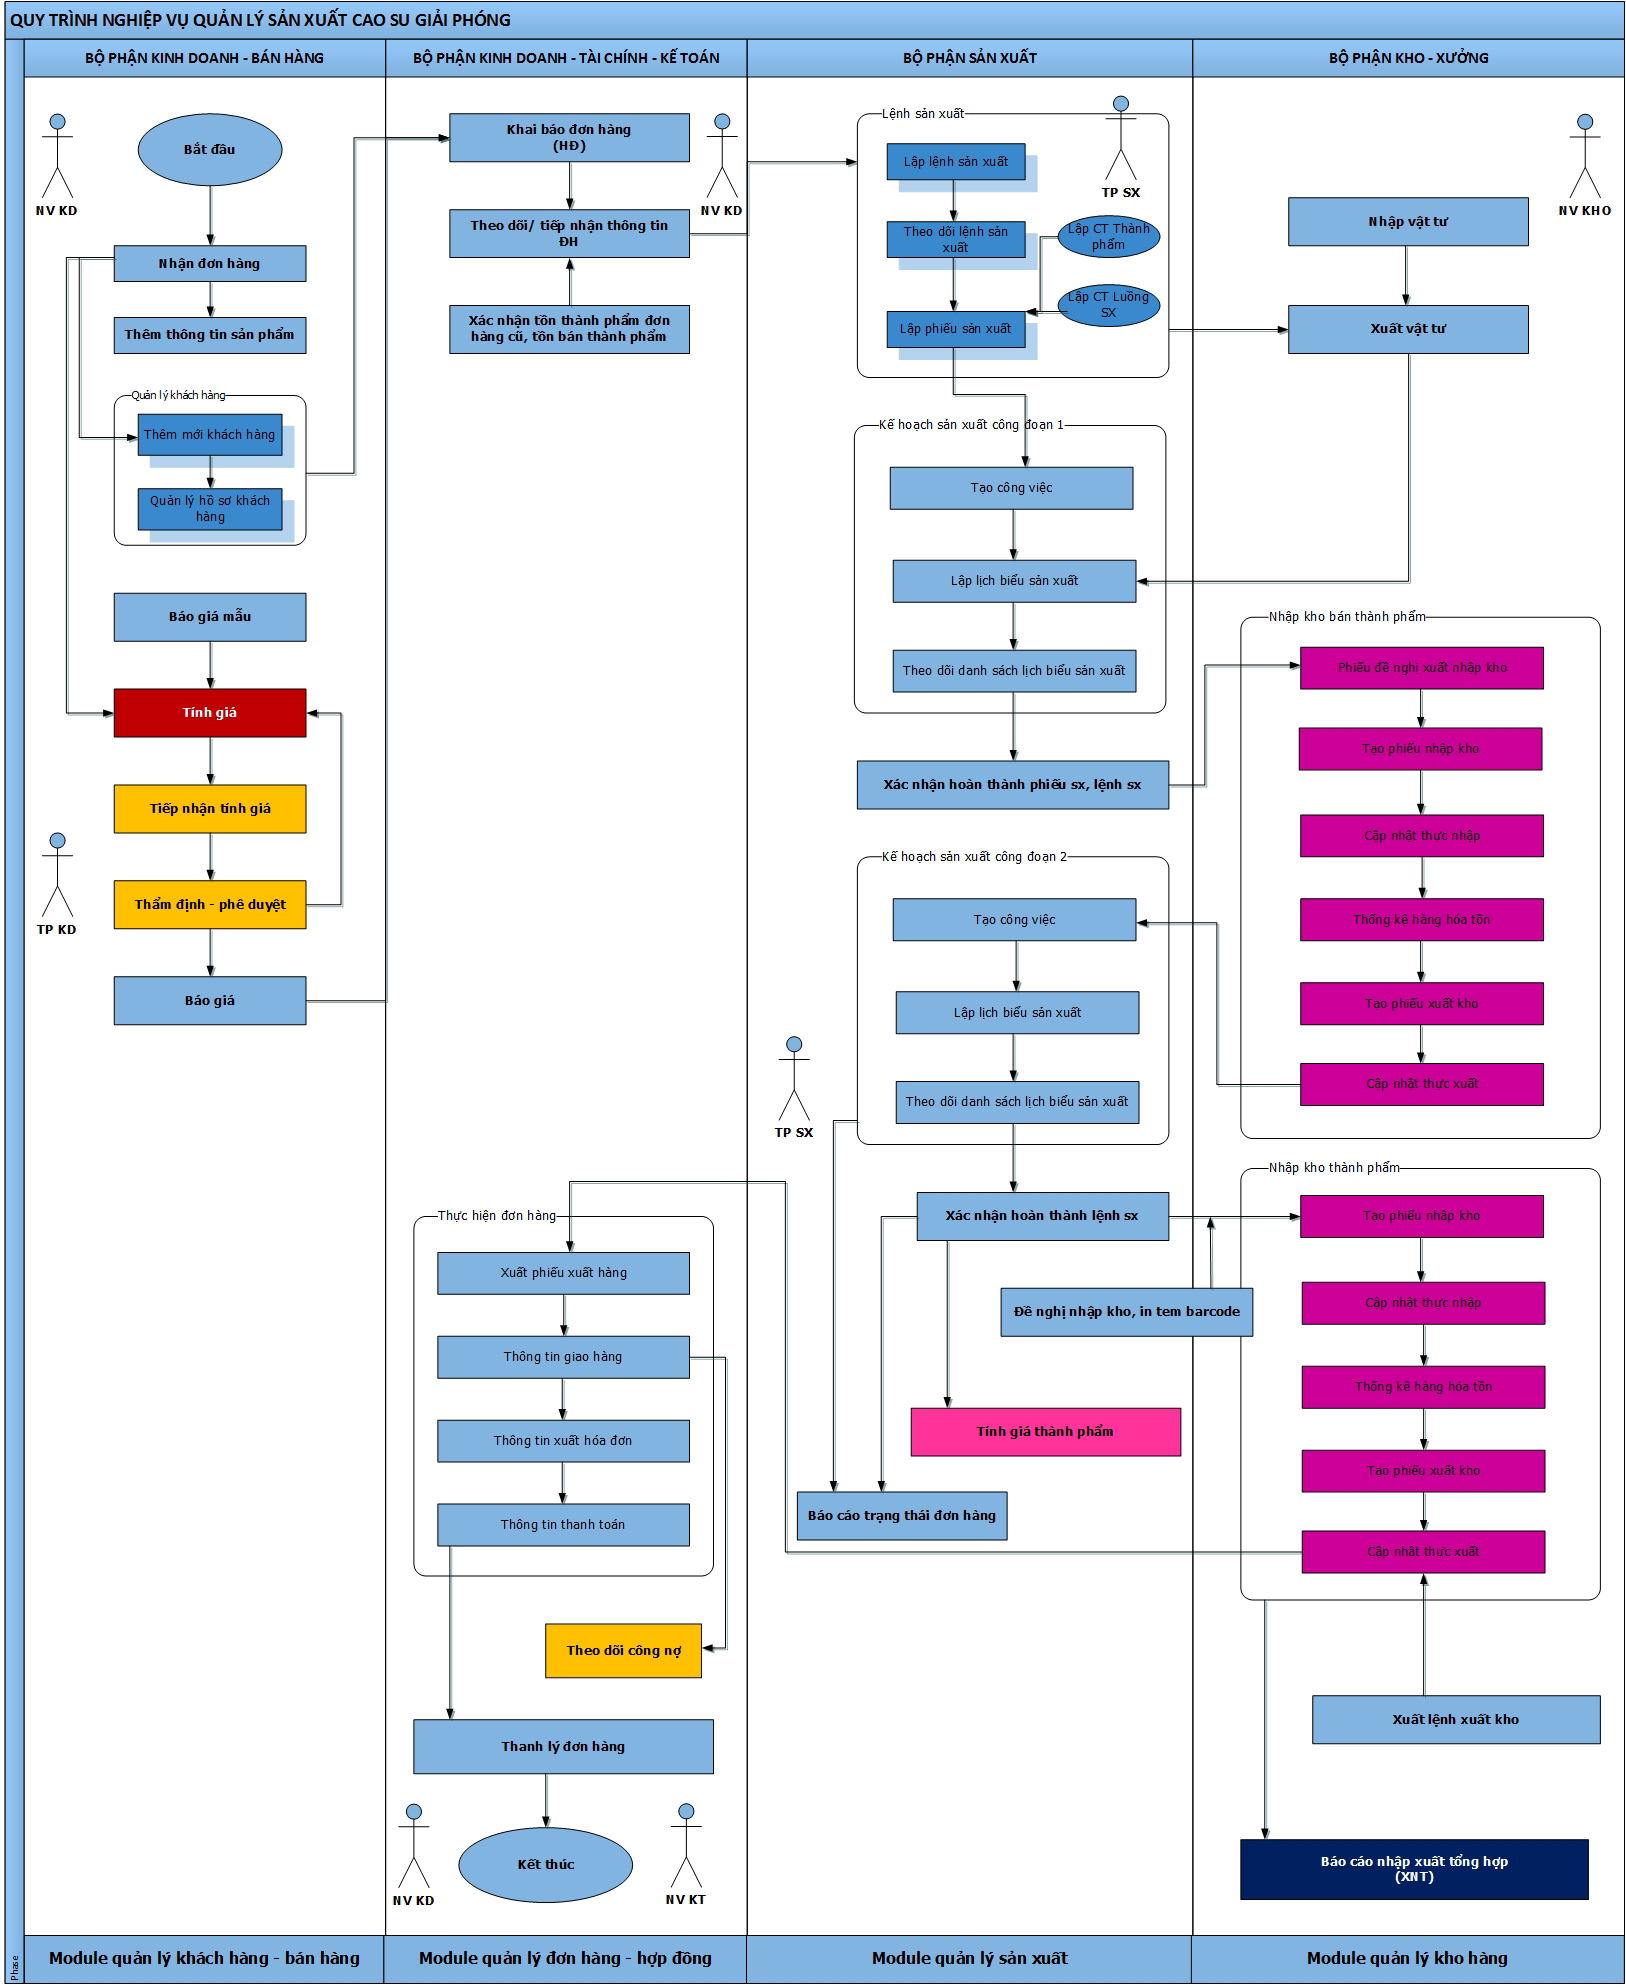 QUY TRÌNH NGHIỆP VỤ QUẢN LÝ SẢN XUẤT CAO SU GIẢI PHÓNG
BỘ PHẬN KINH DOANH - BÁN HÀNG
BỘ PHẬN KINH DOANH - TÀI CHÍNH - KẾ TOÁN
BỘ PHẬN SẢN XUẤT
BỘ PHẬN KHO - XƯỞNG
NV KD
Bắt đầu
Nhận đơn hàng
Thêm thông tin sản phẩm
Quản lý khách hàng
Thêm mới khách hàng
Quản lý hồ sơ khách
hàng
Báo giá mẫu
Tính giá
Tiếp nhận tính giá
Thẩm định - phê duyệt
TP KD
Báo giá
Khai báo đơn hàng
(HĐ)
NV KD
Theo dõi/ tiếp nhận thông tin
ĐH
Xác nhận tồn thành phẩm đơn
hàng cũ, tồn bán thành phẩm
Thực hiện đơn hàng
Xuất phiếu xuất hàng
Thông tin giao hàng
Thông tin xuất hóa đơn
Thông tin thanh toán
Theo dõi công nợ
Thanh lý đơn hàng
NV KD
Kết thúc
NV KT
Lệnh sản xuất
TP SX
Lập lệnh sản xuất
Theo dõi lệnh sản
xuất
Lập CT Thành
phẩm
Lập CT Luồng
SX
Lập phiếu sản xuất
Kế hoạch sản xuất công đoạn 1
Tạo công việc
Lập lịch biểu sản xuất
Theo dõi danh sách lịch biểu sản xuất
Xác nhận hoàn thành phiếu sx, lệnh sx
Kế hoạch sản xuất công đoạn 2
Tạo công việc
Lập lịch biểu sản xuất
Theo dõi danh sách lịch biểu sản xuất
TP SX
Xác nhận hoàn thành lệnh sx
Đề nghị nhập kho, in tem barcode
Tính giá thành phẩm
Báo cáo trạng thái đơn hàng
NV KHO
Nhập vật tư
Xuất vật tư
Nhập kho bán thành phẩm
Phiếu đề nghị xuất nhập kho
Tạo phiếu nhập kho
Cập nhật thực nhập
Thống kê hàng hóa tồn
Tạo phiếu xuất kho
Cập nhật thực xuất
Nhập kho thành phẩm
Tạo phiếu nhập kho
Cập nhật thực nhập
Thống kê hàng hóa tồn
Tạo phiếu xuất kho
Cập nhật thực xuất
Xuất lệnh xuất kho
Báo cáo nhập xuất tổng hợp
(XNT)
Phase
Module quản lý khách hàng - bán hàng
Module quản lý đơn hàng - hợp đồng
Module quản lý sản xuất
Module quản lý kho hàng